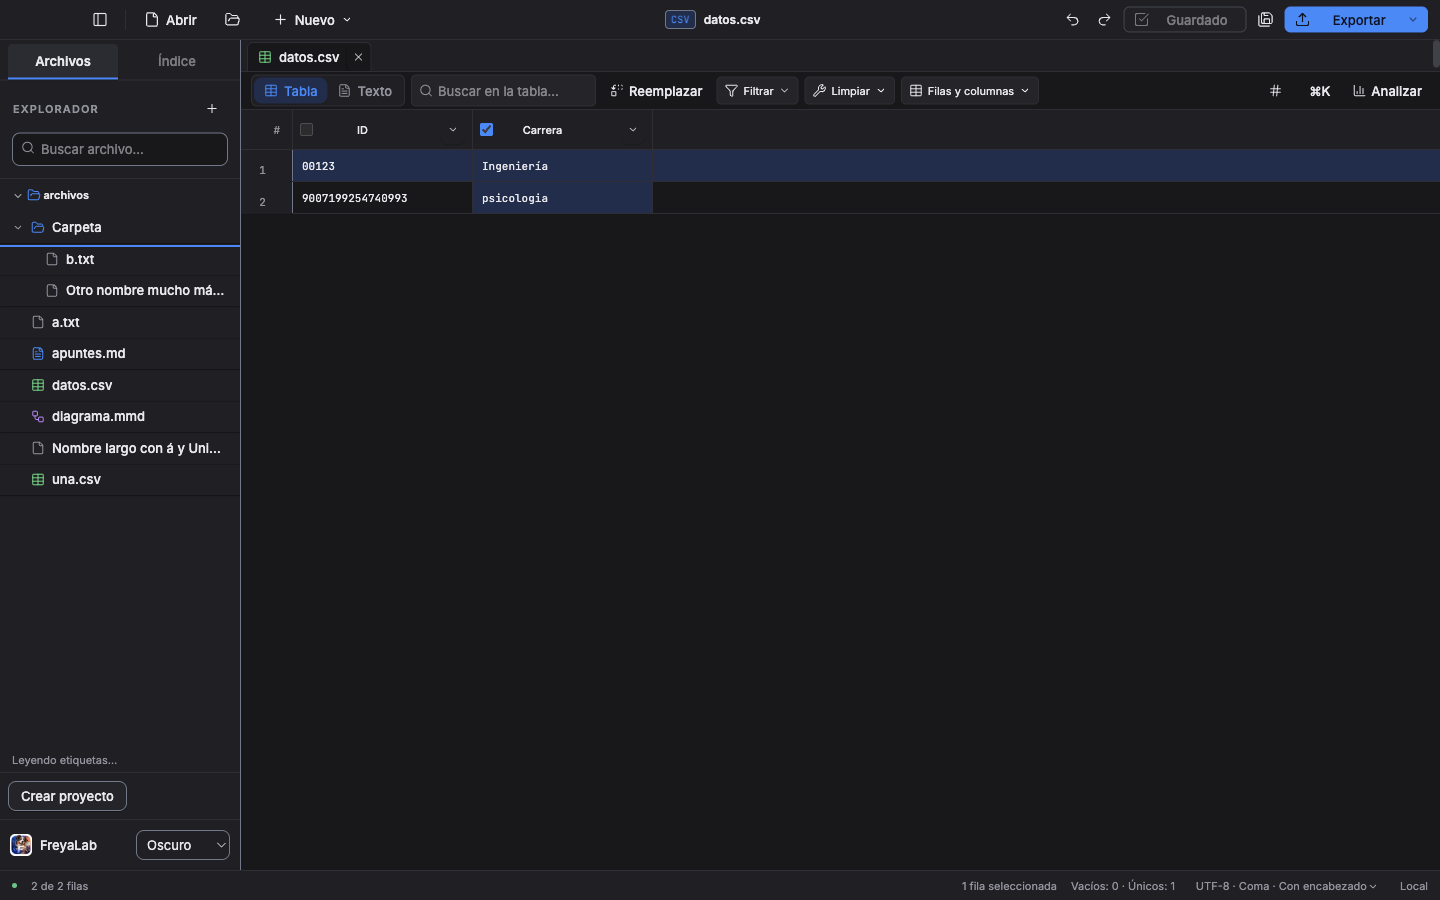 Abrir
Nuevo
CSV datos.csv
Guardado
Exportar
Archivos
Índice
datos.csv
Tabla
Texto
Buscar en la tabla...
Reemplazar
Filtrar
Limpiar
Filas y columnas
#
⌘K
Analizar
EXPLORADOR
Buscar archivo...
archivos
Carpeta
b.txt
Otro nombre mucho má...
a.txt
apuntes.md
datos.csv
diagrama.mmd
Nombre largo con á y Uni...
una.csv
# ID Carrera
1 00123 Ingeniería
2 9007199254740993 psicologia
Leyendo etiquetas...
Crear proyecto
FreyaLab
Oscuro
2 de 2 filas
1 fila seleccionada
Vacíos: 0 · Únicos: 1
UTF-8 · Coma · Con encabezado
Local